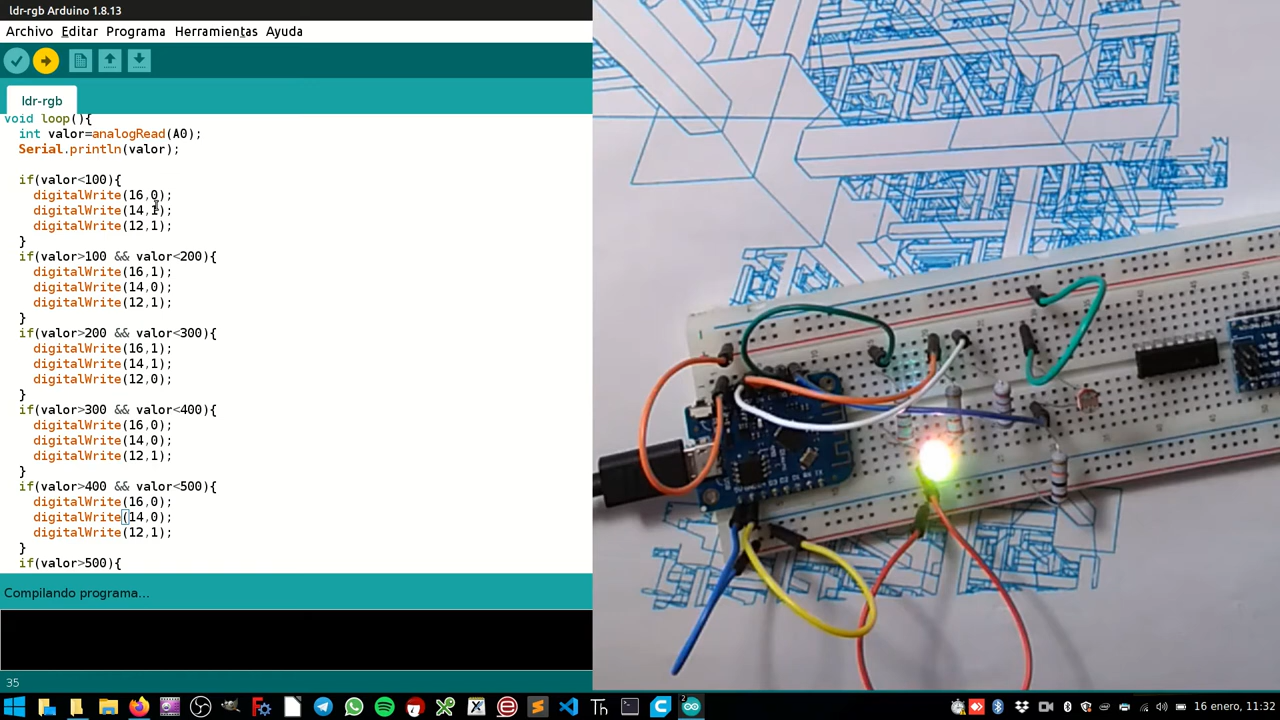 ldr-rgb Arduino 1.8.13
Archivo Editar Programa Herramientas Ayuda
ldr-rgb
void loop(){
int valor=analogRead(A0);
Serial.println(valor);
if(valor<100){
digitalWrite(16,0);
digitalWrite(14,1);
digitalWrite(12,1);
}
if(valor>100 && valor<200){
digitalWrite(16,1);
digitalWrite(14,0);
digitalWrite(12,1);
}
if(valor>200 && valor<300){
digitalWrite(16,1);
digitalWrite(14,1);
digitalWrite(12,0);
}
if(valor>300 && valor<400){
digitalWrite(16,0);
digitalWrite(14,0);
digitalWrite(12,1);
}
if(valor>400 && valor<500){
digitalWrite(16,0);
digitalWrite(14,0);
digitalWrite(12,1);
}
if(valor>500){
Compilando programa...
35
16 enero, 11:32